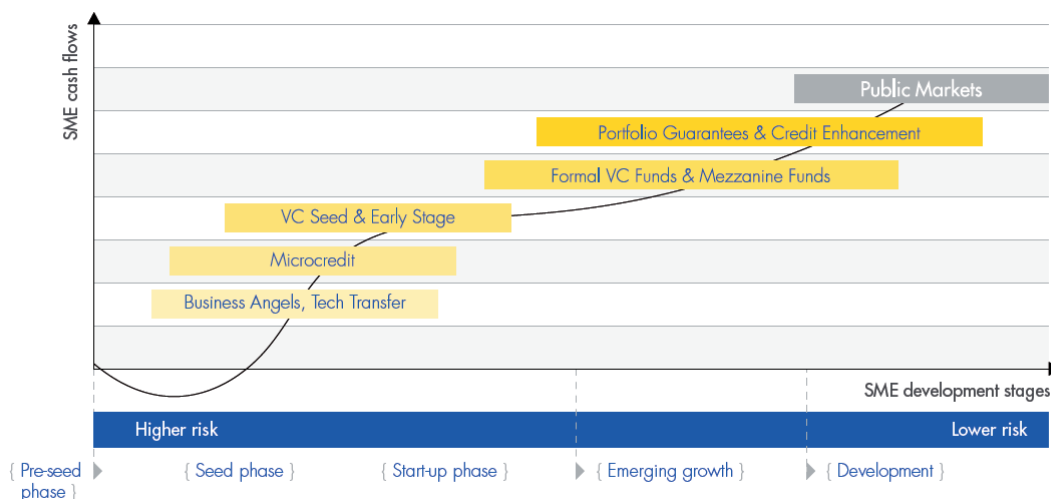 SME cash flows
Public Markets
Portfolio Guarantees & Credit Enhancement
Formal VC Funds & Mezzanine Funds
VC Seed & Early Stage
Microcredit
Business Angels, Tech Transfer
SME development stages
Higher risk
Lower risk
{ Pre-seed
phase }
{ Seed phase }
{ Start-up phase }
{ Emerging growth }
{ Development }